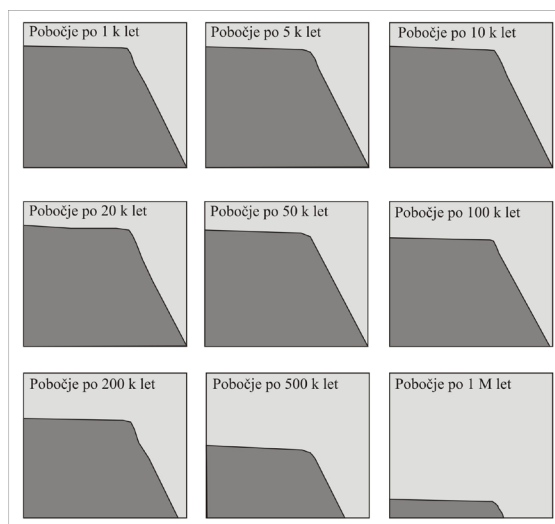 Pobočje po 1 k let
Pobočje po 5 k let
Pobočje po 10 k let
Pobočje po 20 k let
Pobočje po 50 k let
Pobočje po 100 k let
Pobočje po 200 k let
Pobočje po 500 k let
Pobočje po 1 M let